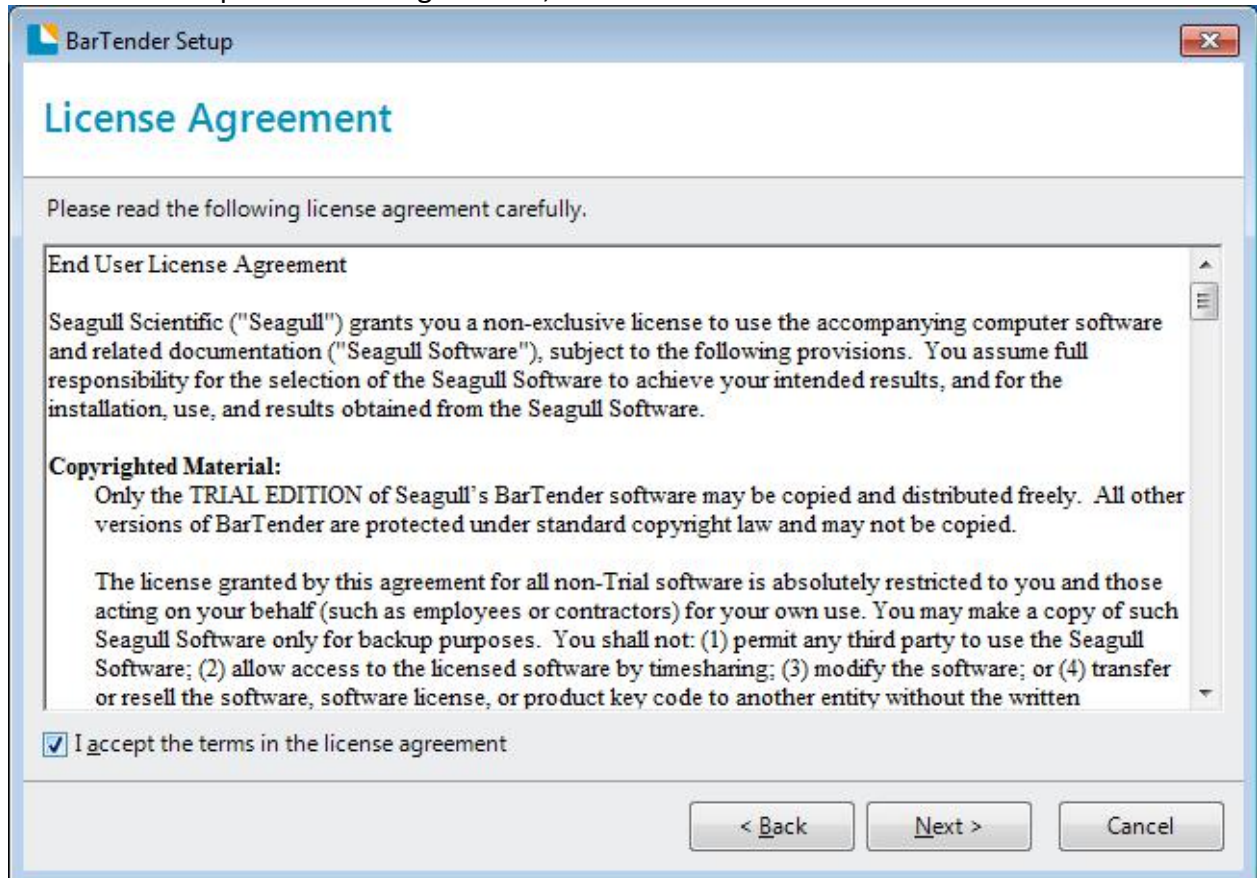 BarTender Setup
License Agreement
Please read the following license agreement carefully.
End User License Agreement
Seagull Scientific ("Seagull") grants you a non-exclusive license to use the accompanying computer software
and related documentation ("Seagull Software"), subject to the following provisions.  You assume full
responsibility for the selection of the Seagull Software to achieve your intended results, and for the
installation, use, and results obtained from the Seagull Software.
Copyrighted Material:
Only the TRIAL EDITION of Seagull’s BarTender software may be copied and distributed freely.  All other
versions of BarTender are protected under standard copyright law and may not be copied.
The license granted by this agreement for all non-Trial software is absolutely restricted to you and those
acting on your behalf (such as employees or contractors) for your own use. You may make a copy of such
Seagull Software only for backup purposes.  You shall not: (1) permit any third party to use the Seagull
Software; (2) allow access to the licensed software by timesharing; (3) modify the software; or (4) transfer
or resell the software, software license, or product key code to another entity without the written
I accept the terms in the license agreement
< Back
Next >
Cancel